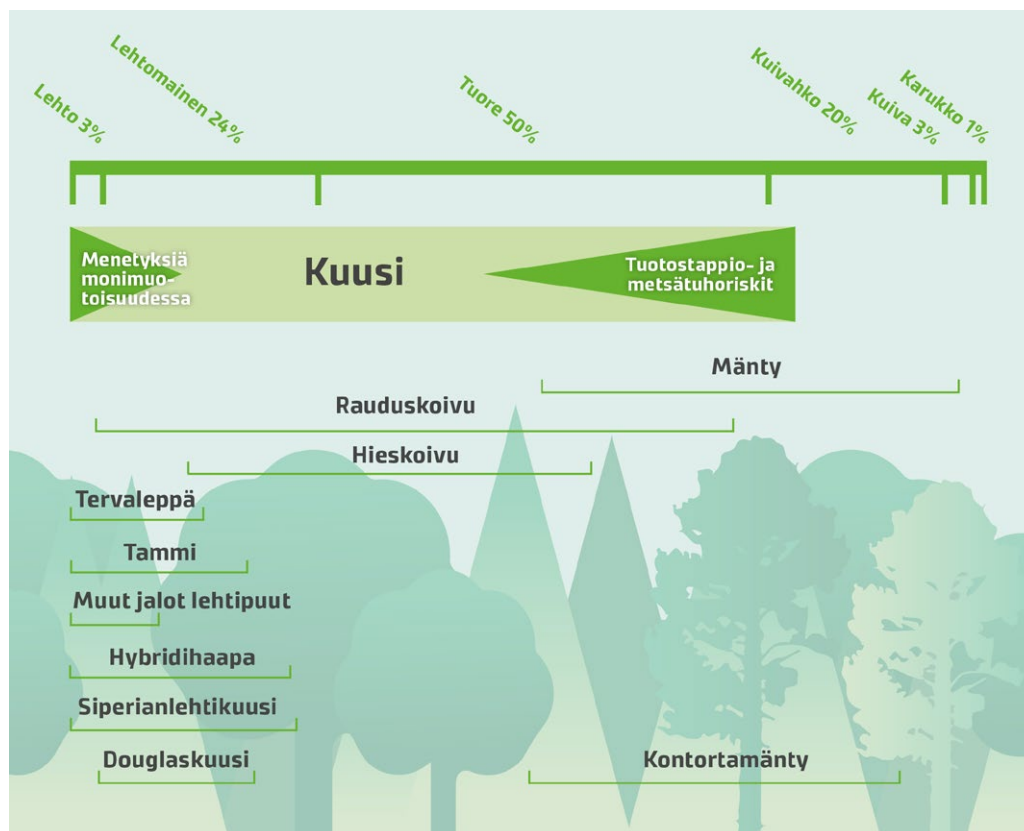 Lehto 3%
Lehtomainen 24%
Tuore 50%
Kuivahko 20%
Kuiva 3%
Karukko 1%
Menetyksiä
monimuo-
toisuudessa
Kuusi
Tuotostappio- ja
metsätuhoriskit
Mänty
Rauduskoivu
Hieskoivu
Tervaleppä
Tammi
Muut jalot lehtipuut
Hybridihaapa
Siperianlehtikuusi
Douglaskuusi
Kontortamänty